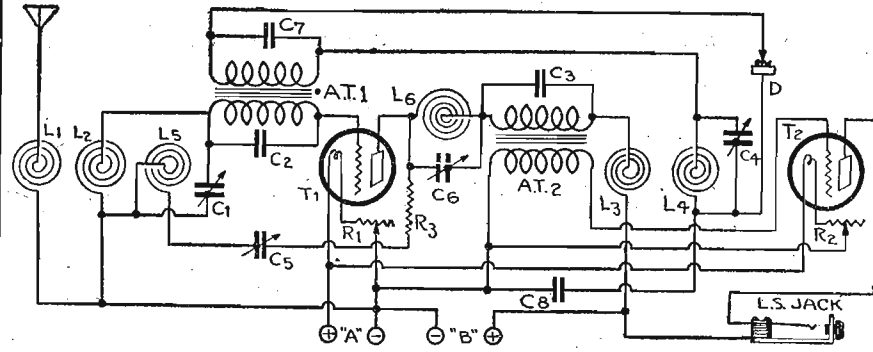 C7
A.T.1
L1
L2
L5
C2
C1
T1
R1
C5
R3
L6
C6
C3
A.T.2
L3
L4
C4
D
T2
R2
C8
L.S. JACK
+ "A" − − "B" +